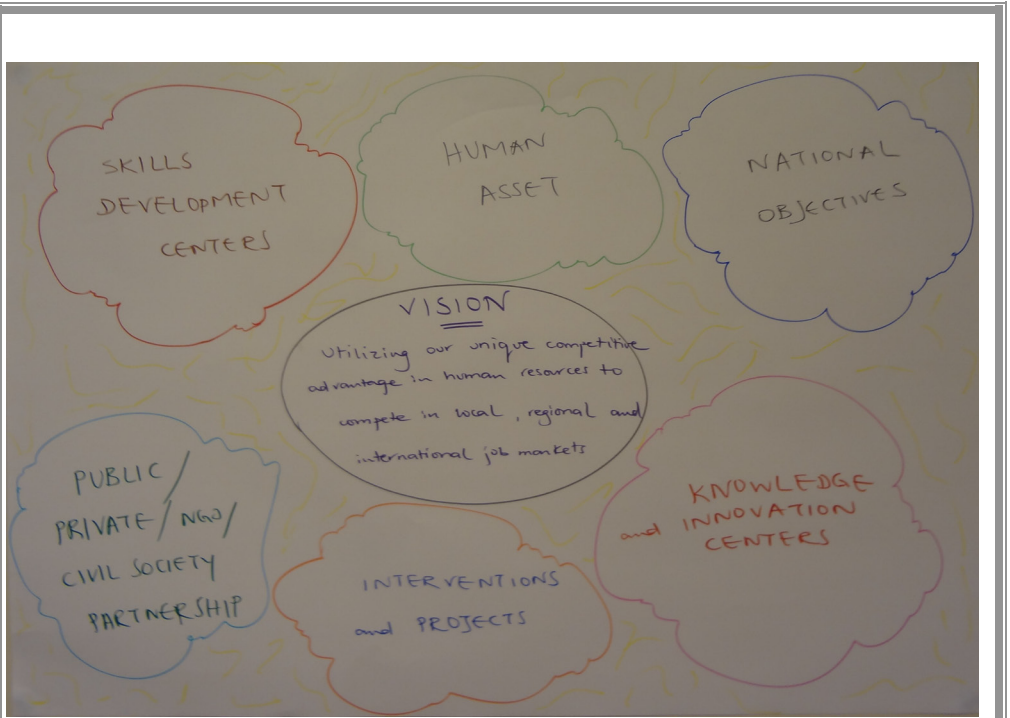 SKILLS
DEVELOPMENT
CENTERS
HUMAN
ASSET
NATIONAL
OBJECTIVES
VISION
Utilizing our unique competitive
advantage in human resources to
compete in local, regional and
international job markets
PUBLIC /
PRIVATE / NGO /
CIVIL SOCIETY
PARTNERSHIP
INTERVENTIONS
and PROJECTS
KNOWLEDGE
and INNOVATION
CENTERS